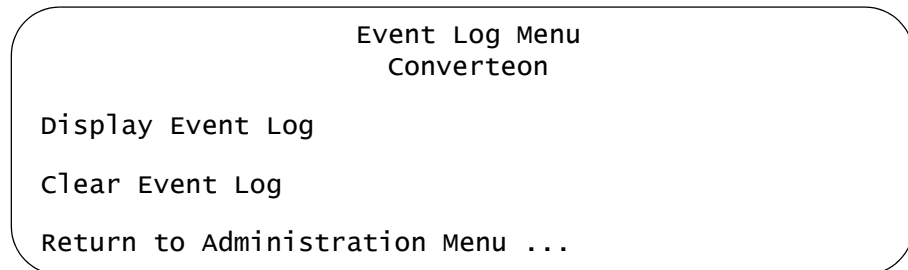 Event Log Menu
Converteon
Display Event Log
Clear Event Log
Return to Administration Menu ...